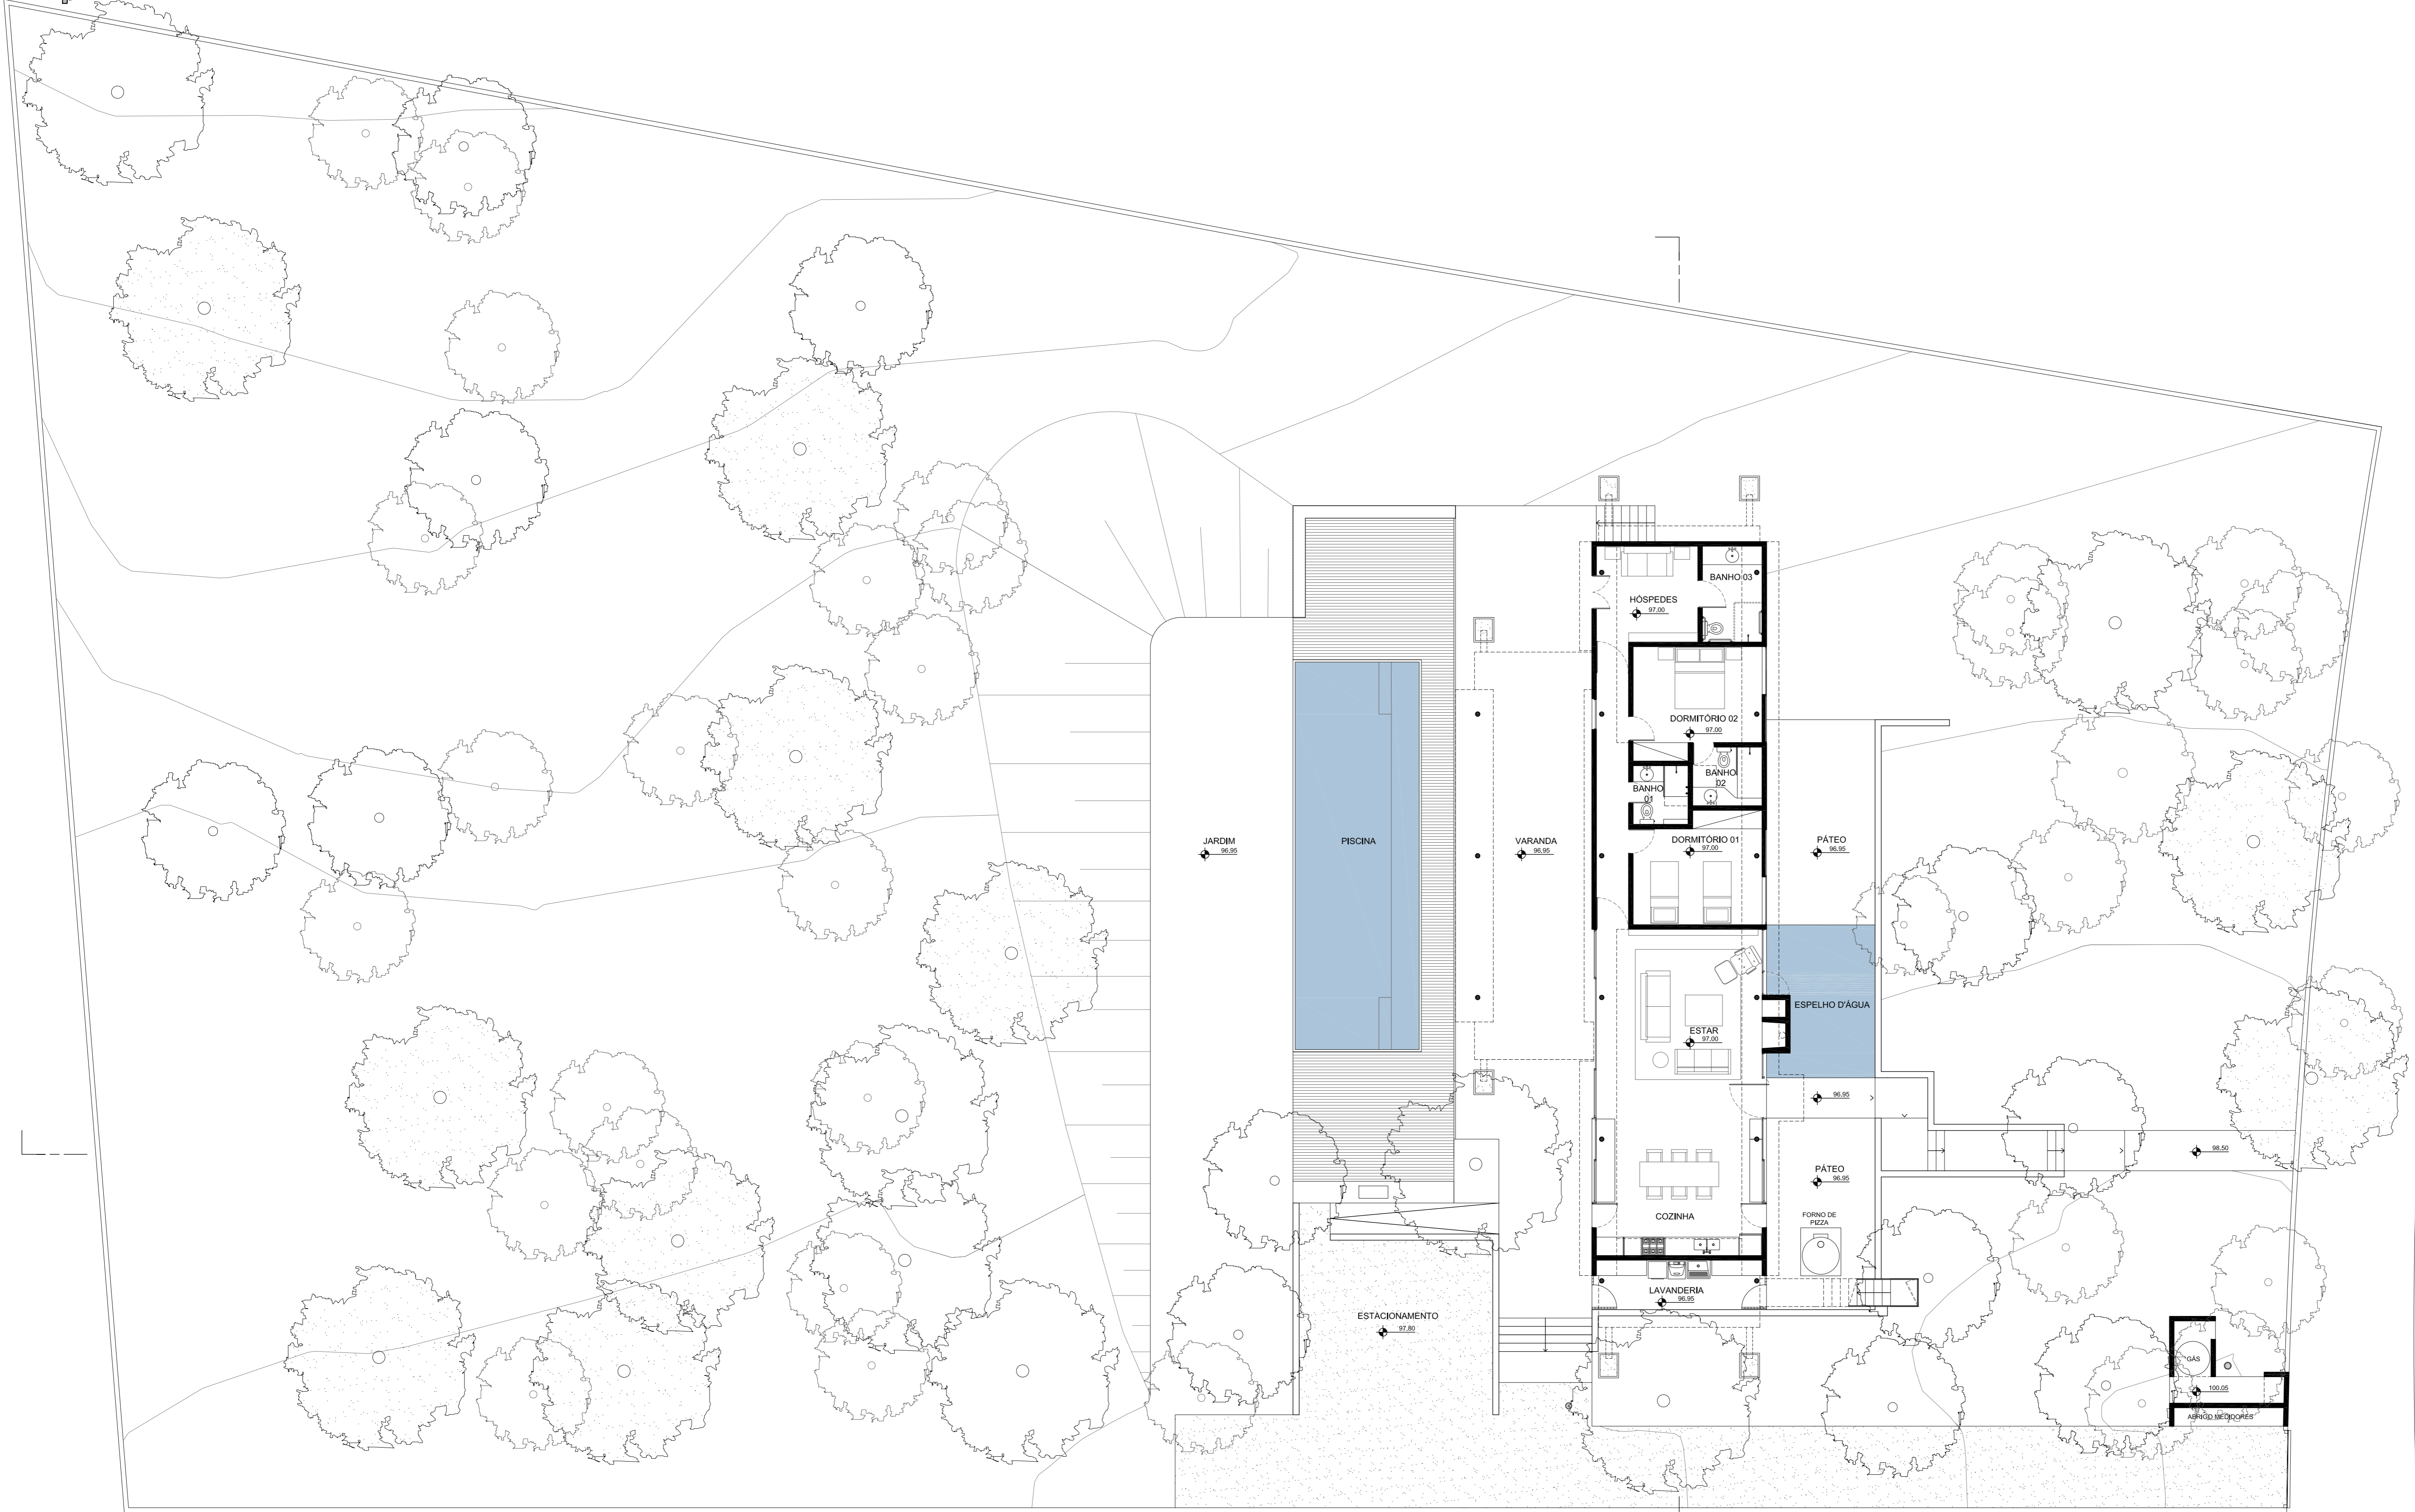 BANHO 03
HÓSPEDES
97.00
DORMITÓRIO 02
97.00
BANHO
02
BANHO
01
JARDIM
96.95
PISCINA
VARANDA
96.95
DORMITÓRIO 01
97.00
PÁTEO
96.95
ESPELHO D'ÁGUA
ESTAR
97.00
96.95
98.50
PÁTEO
96.95
COZINHA
FORNO DE
PIZZA
LAVANDERIA
96.95
ESTACIONAMENTO
97.80
GÁS
100.05
ABRIGO MEDIDORES